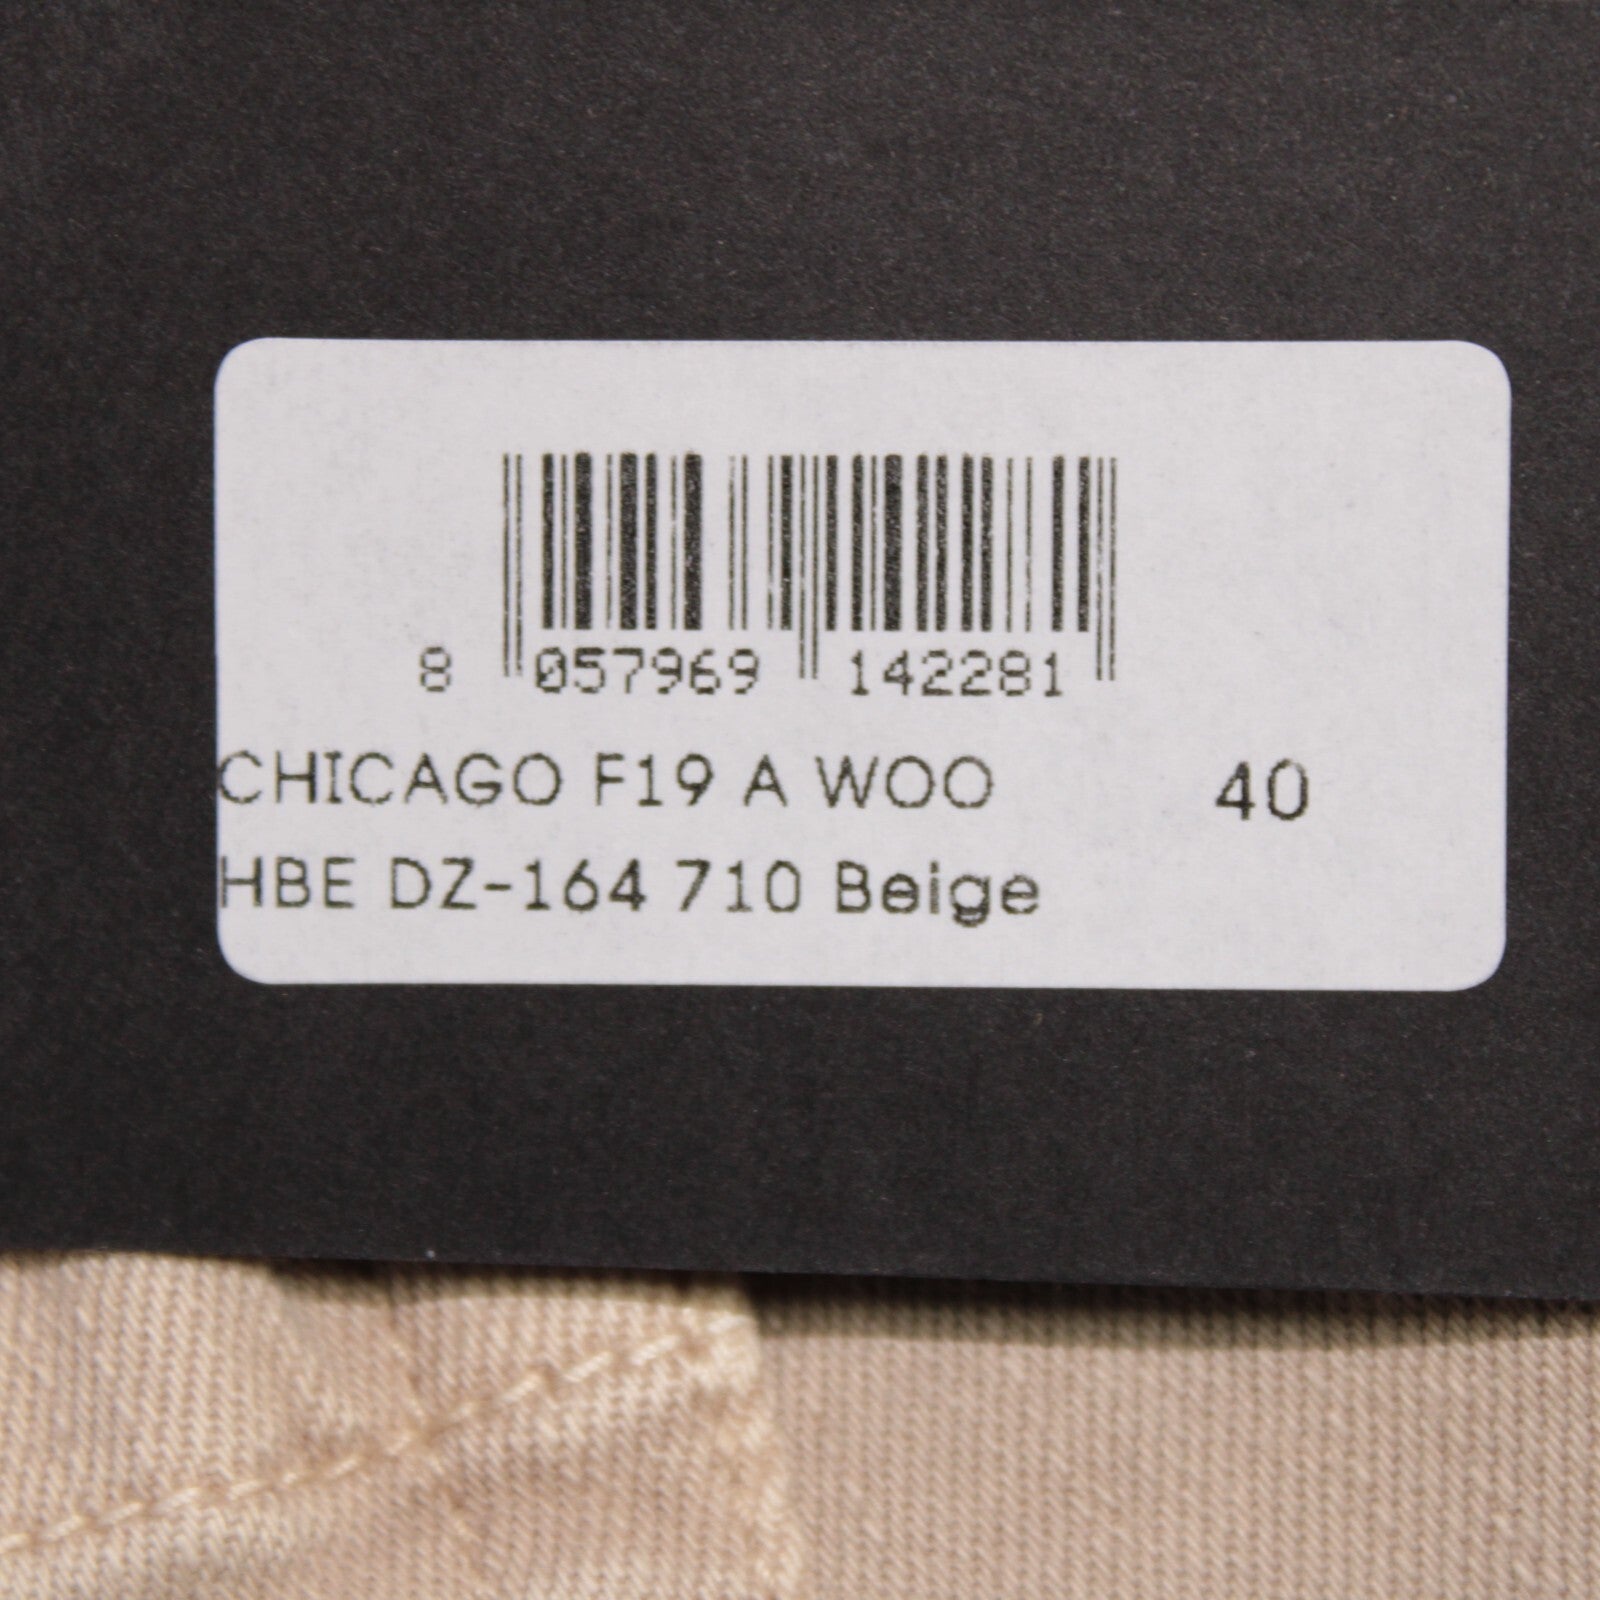 8 057969 142281
CHICAGO F19 A WOO 40
HBE DZ-164 710 Beige